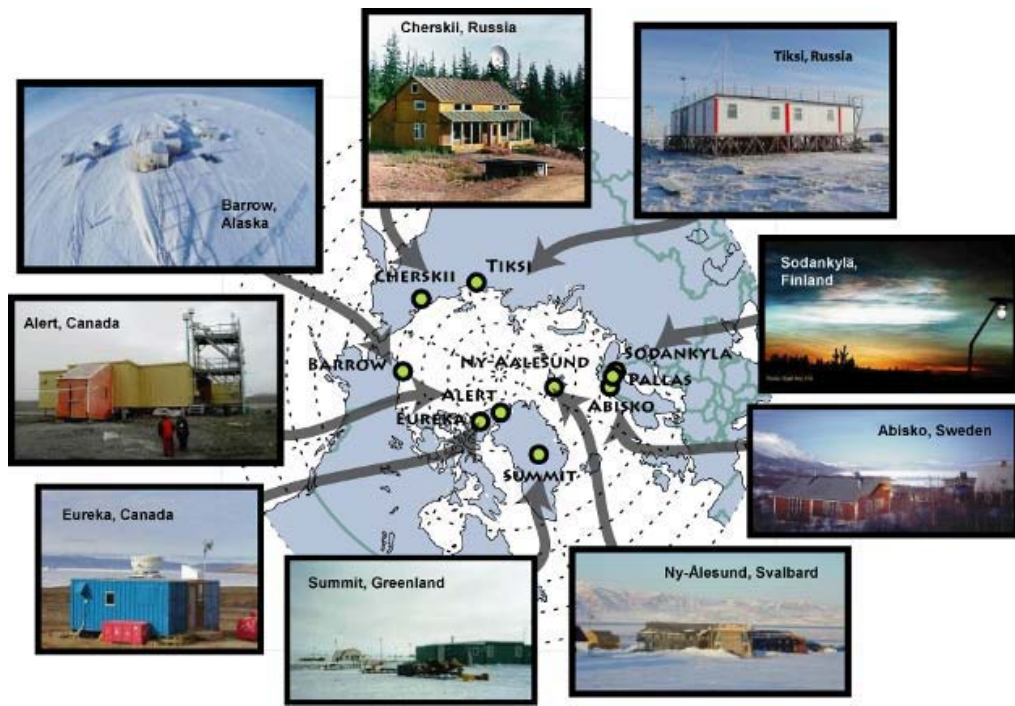 Cherskii, Russia
Tiksi, Russia
Barrow,
Alaska
Sodankylä,
Finland
Alert, Canada
CHERSKII
TIKSI
BARROW
NY-AALESUND
SODANKYLA
PALLAS
ABISKO
ALERT
EUREKA
SUMMIT
Abisko, Sweden
Eureka, Canada
Summit, Greenland
Ny-Ålesund, Svalbard